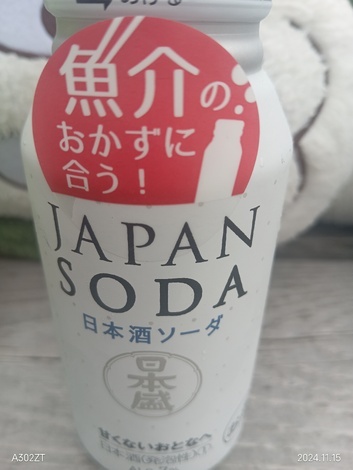 魚介の
おかずに
合う!
JAPAN
SODA
日本酒ソーダ
日本盛
甘くないおとなへ
A302ZT
2024.11.15